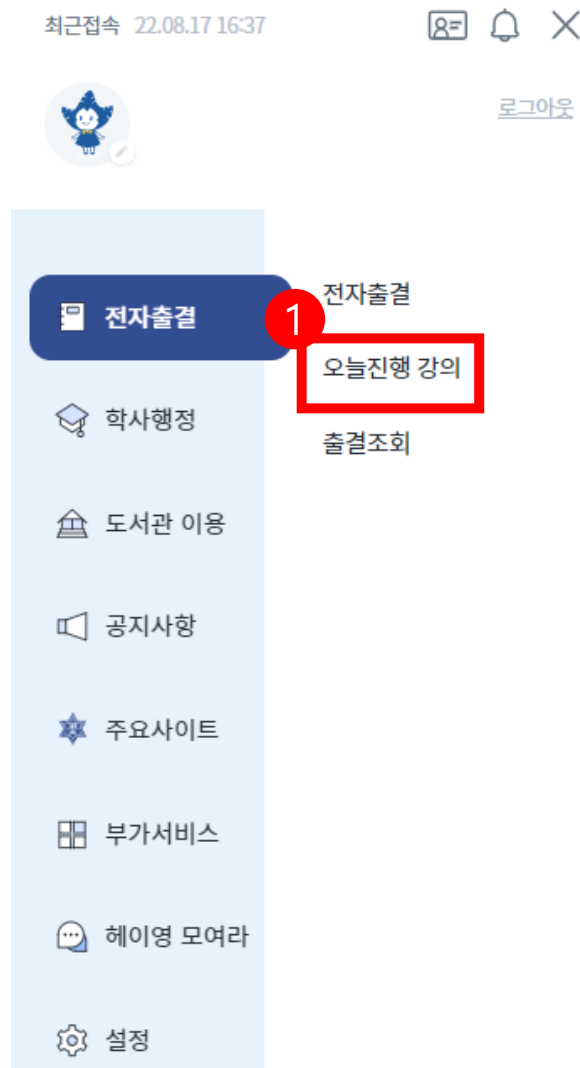 최근접속 22.08.17 16:37
로그아웃
전자출결
학사행정
도서관 이용
공지사항
주요사이트
부가서비스
헤이영 모여라
설정
전자출결
1
오늘진행 강의
출결조회